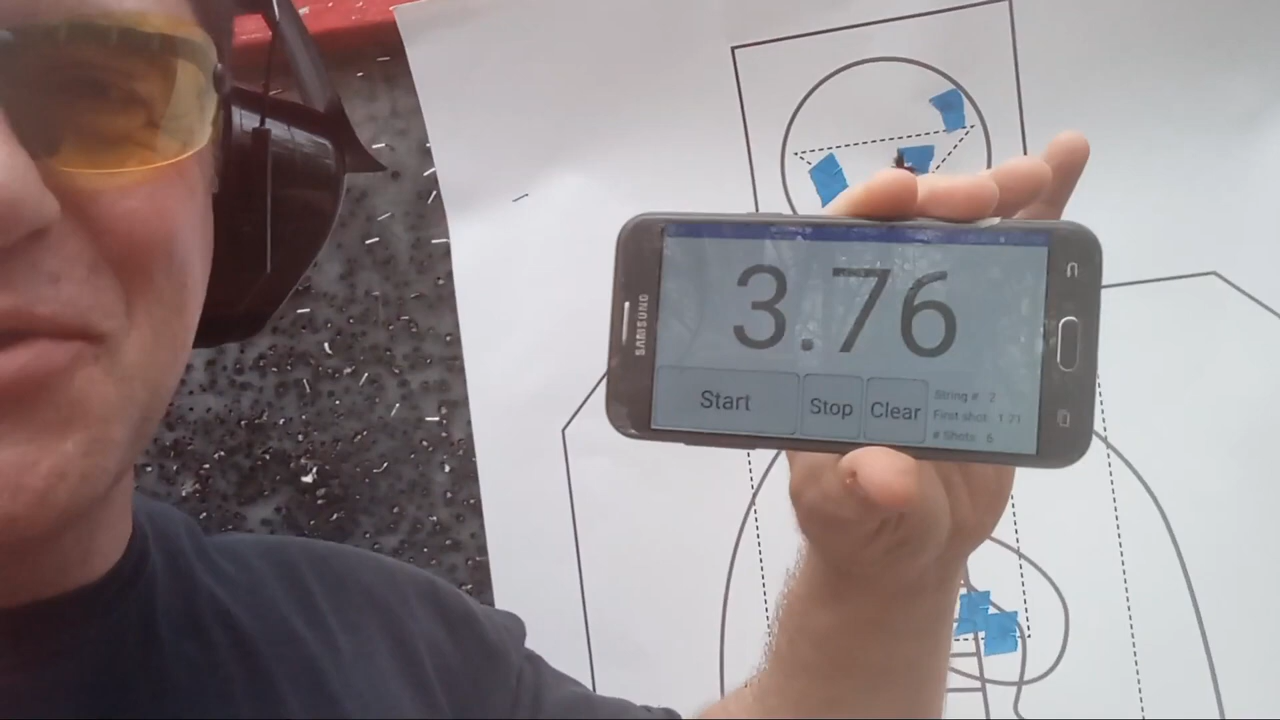 SAMSUNG
3.76
Start Stop Clear
String # 2
First shot: 1.71
# Shots: 6